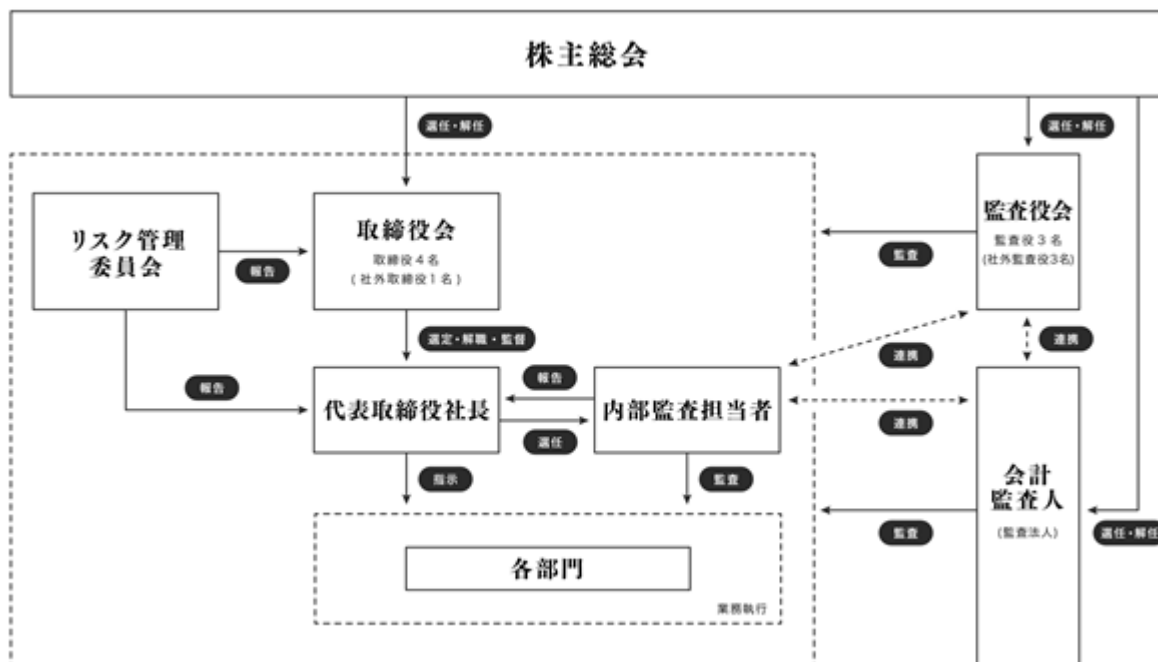 株主総会
選任・解任
選任・解任
リスク管理
委員会
報告
取締役会
取締役4名
(社外取締役1名)
監査
監査役会
監査役3名
(社外監査役3名)
選定・解職・監督
連携
連携
報告
代表取締役社長
報告
選任
内部監査担当者
連携
指示
監査
会計
監査人
(監査法人)
監査
選任・解任
各部門
業務執行